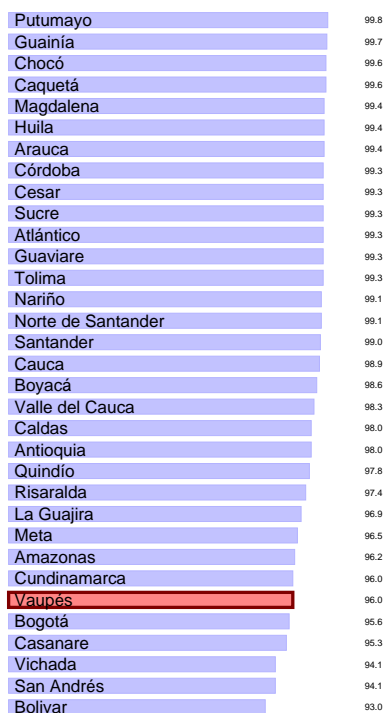 Putumayo 99.8
Guainía 99.7
Chocó 99.6
Caquetá 99.6
Magdalena 99.4
Huila 99.4
Arauca 99.4
Córdoba 99.3
Cesar 99.3
Sucre 99.3
Atlántico 99.3
Guaviare 99.3
Tolima 99.3
Nariño 99.1
Norte de Santander 99.1
Santander 99.0
Cauca 98.9
Boyacá 98.6
Valle del Cauca 98.3
Caldas 98.0
Antioquia 98.0
Quindío 97.8
Risaralda 97.4
La Guajira 96.9
Meta 96.5
Amazonas 96.2
Cundinamarca 96.0
Vaupés 96.0
Bogotá 95.6
Casanare 95.3
Vichada 94.1
San Andrés 94.1
Bolivar 93.0